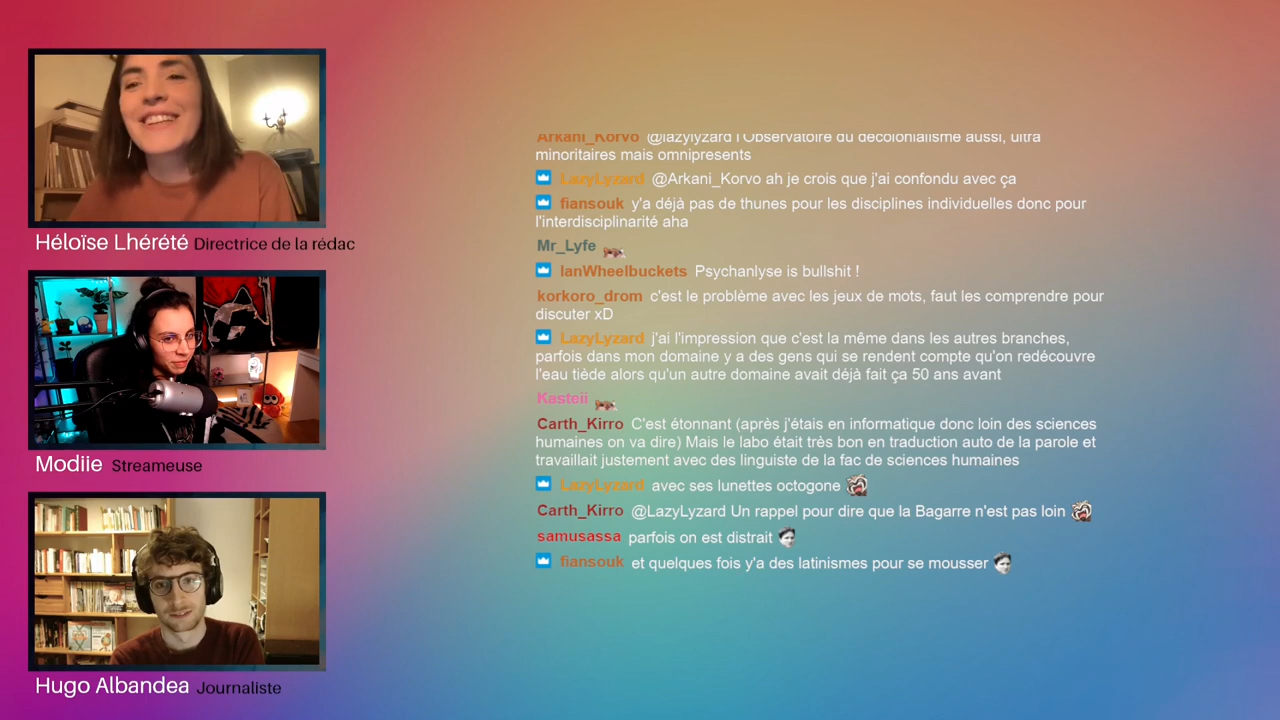 Héloïse Lhérété Directrice de la rédac
Modiie Streameuse
Hugo Albandea Journaliste
Arkani_Korvo @lazylyzard l'Observatoire du décolonialisme aussi, ultra
minoritaires mais omnipresents
LazyLyzard @Arkani_Korvo ah je crois que j'ai confondu avec ça
fiansouk y'a déjà pas de thunes pour les disciplines individuelles donc pour
l'interdisciplinarité aha
Mr_Lyfe
IanWheelbuckets Psychanlyse is bullshit !
korkoro_drom c'est le problème avec les jeux de mots, faut les comprendre pour
discuter xD
LazyLyzard j'ai l'impression que c'est la même dans les autres branches,
parfois dans mon domaine y a des gens qui se rendent compte qu'on redécouvre
l'eau tiède alors qu'un autre domaine avait déjà fait ça 50 ans avant
Kasteii
Carth_Kirro C'est étonnant (après j'étais en informatique donc loin des sciences
humaines on va dire) Mais le labo était très bon en traduction auto de la parole et
travaillait justement avec des linguiste de la fac de sciences humaines
LazyLyzard avec ses lunettes octogone
Carth_Kirro @LazyLyzard Un rappel pour dire que la Bagarre n'est pas loin
samusassa parfois on est distrait
fiansouk et quelques fois y'a des latinismes pour se mousser